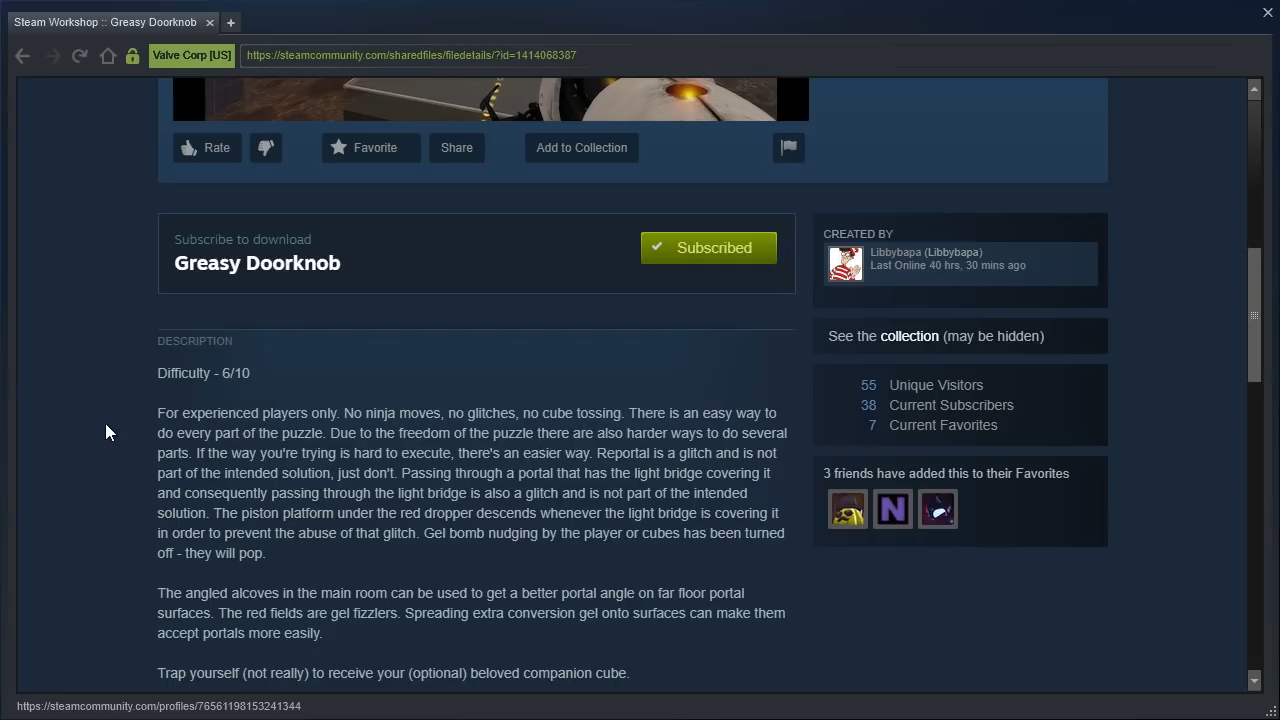 Steam Workshop :: Greasy Doorknob
Valve Corp [US]
https://steamcommunity.com/sharedfiles/filedetails/?id=1414068387
Rate
Favorite
Share
Add to Collection
Subscribe to download
Greasy Doorknob
Subscribed
CREATED BY
Libbybapa (Libbybapa)
Last Online 40 hrs, 30 mins ago
See the collection (may be hidden)
55 Unique Visitors
38 Current Subscribers
7 Current Favorites
3 friends have added this to their Favorites
N
DESCRIPTION
Difficulty - 6/10
For experienced players only. No ninja moves, no glitches, no cube tossing. There is an easy way to
do every part of the puzzle. Due to the freedom of the puzzle there are also harder ways to do several
parts. If the way you're trying is hard to execute, there's an easier way. Reportal is a glitch and is not
part of the intended solution, just don't. Passing through a portal that has the light bridge covering it
and consequently passing through the light bridge is also a glitch and is not part of the intended
solution. The piston platform under the red dropper descends whenever the light bridge is covering it
in order to prevent the abuse of that glitch. Gel bomb nudging by the player or cubes has been turned
off - they will pop.
The angled alcoves in the main room can be used to get a better portal angle on far floor portal
surfaces. The red fields are gel fizzlers. Spreading extra conversion gel onto surfaces can make them
accept portals more easily.
Trap yourself (not really) to receive your (optional) beloved companion cube.
https://steamcommunity.com/profiles/76561198153241344